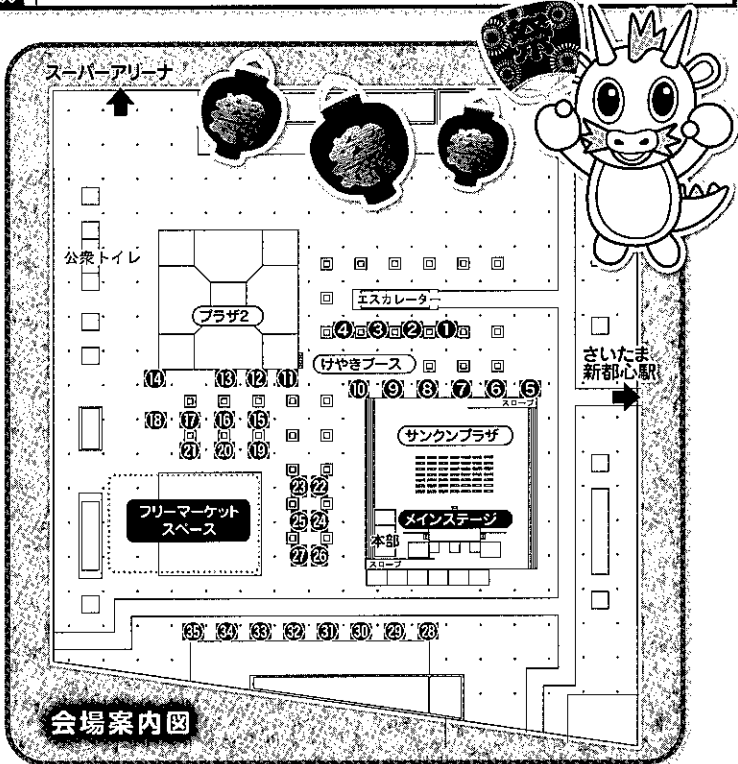 スーパーアリーナ
公衆トイレ
エスカレーター
プラザ2
④ ③ ② ①
けやきブース
さいたま
新都心駅
⑭ ⑬ ⑫ ⑪
⑩ ⑨ ⑧ ⑦ ⑥ ⑤
スロープ
⑱ ⑰ ⑯ ⑮
サンクンプラザ
㉑ ⑳ ⑲
㉓ ㉒
フリーマーケット
スペース
㉕ ㉔
メインステージ
本部
㉗ ㉖
スロープ
㉟ ㉞ ㉝ ㉜ ㉛ ㉚ ㉙ ㉘
会場案内図